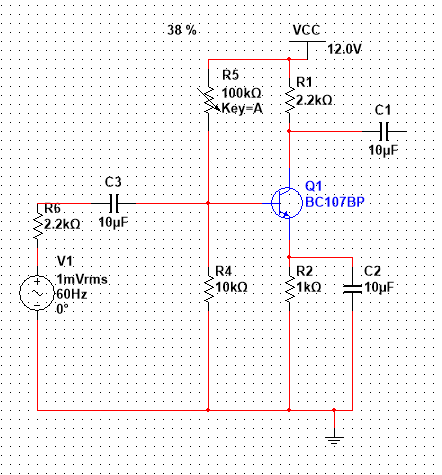 38 %
VCC
12.0V
R5
100kΩ
Key=A
R1
2.2kΩ
C1
10µF
R6
2.2kΩ
C3
10µF
Q1
BC107BP
V1
1mVrms
60Hz
0°
R4
10kΩ
R2
1kΩ
C2
10µF